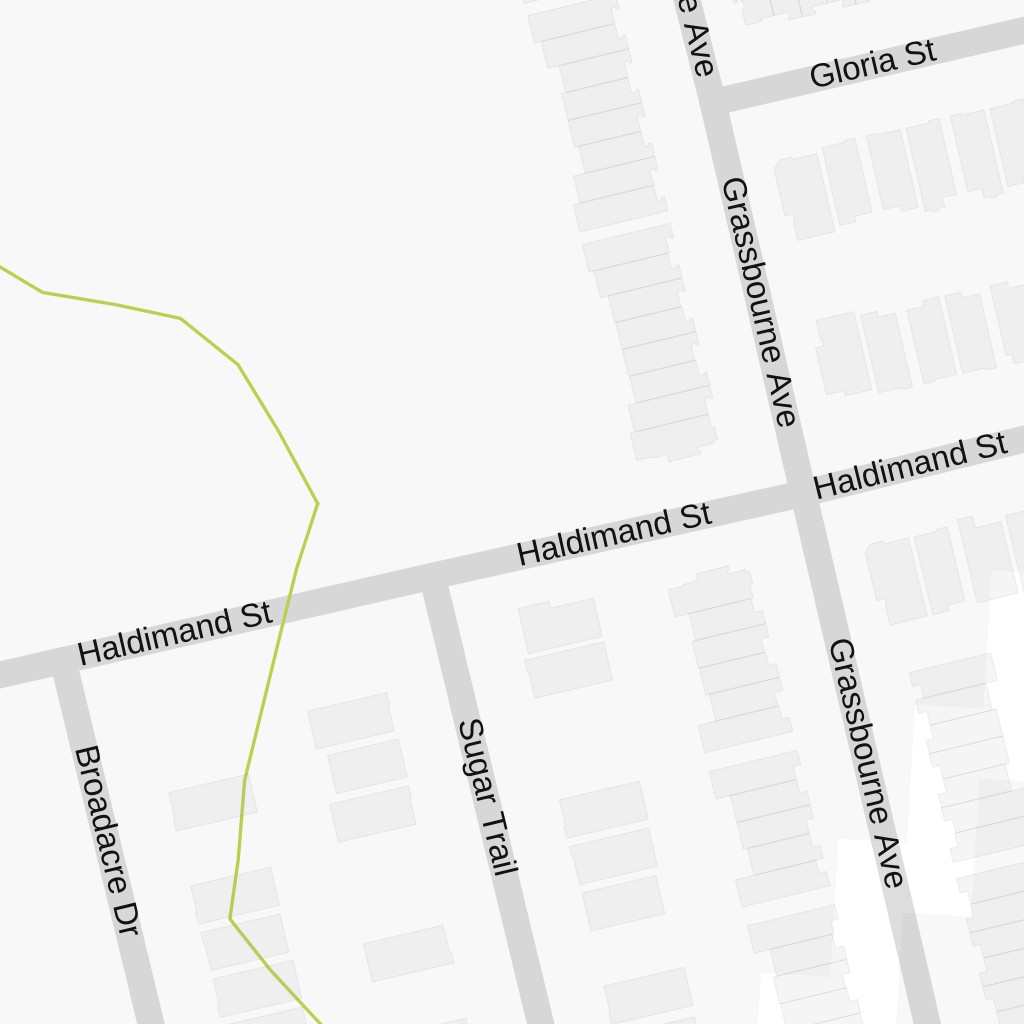 e Ave
Gloria St
Grassbourne Ave
Haldimand St
Haldimand St
Haldimand St
Grassbourne Ave
Sugar Trail
Broadacre Dr